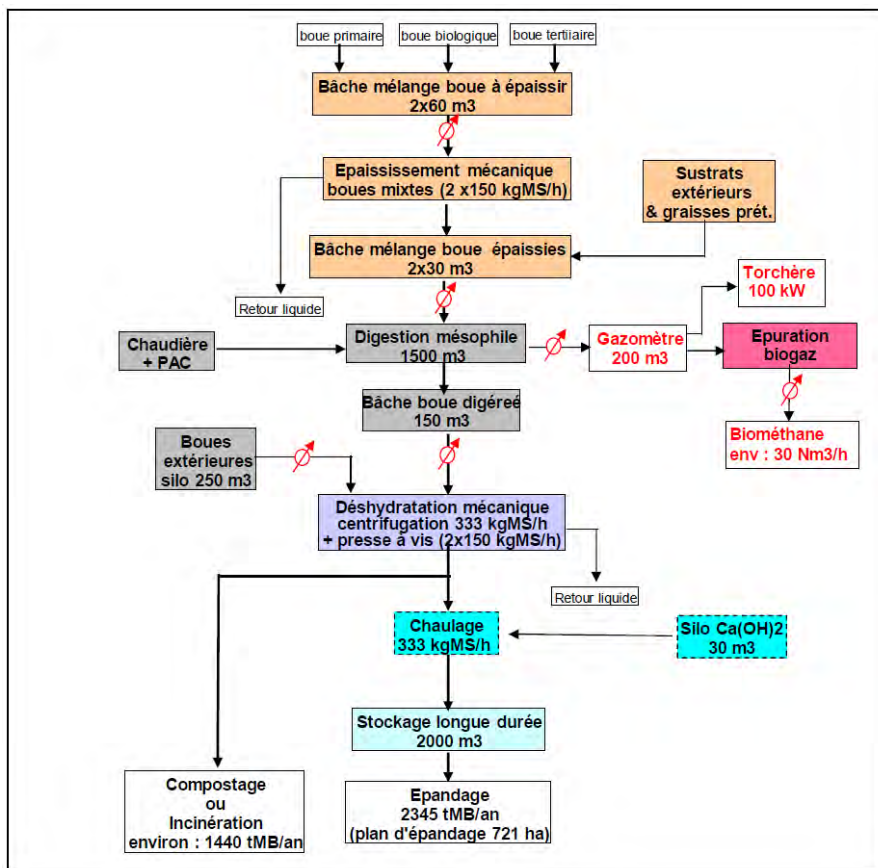 boue primaire
boue biologique
boue tertiiaire
Bâche mélange boue à épaissir
2x60 m3
Epaississement mécanique
boues mixtes (2 x150 kgMS/h)
Sustrats
extérieurs
& graisses prét.
Bâche mélange boue épaissies
2x30 m3
Torchère
100 kW
Retour liquide
Chaudière
+ PAC
Digestion mésophile
1500 m3
Gazomètre
200 m3
Epuration
biogaz
Bâche boue digéreé
150 m3
Biométhane
env : 30 Nm3/h
Boues
extérieures
silo 250 m3
Déshydratation mécanique
centrifugation 333 kgMS/h
+ presse à vis (2x150 kgMS/h)
Retour liquide
Chaulage
333 kgMS/h
Silo Ca(OH)2
30 m3
Stockage longue durée
2000 m3
Compostage
ou
Incinération
environ : 1440 tMB/an
Epandage
2345 tMB/an
(plan d'épandage 721 ha)